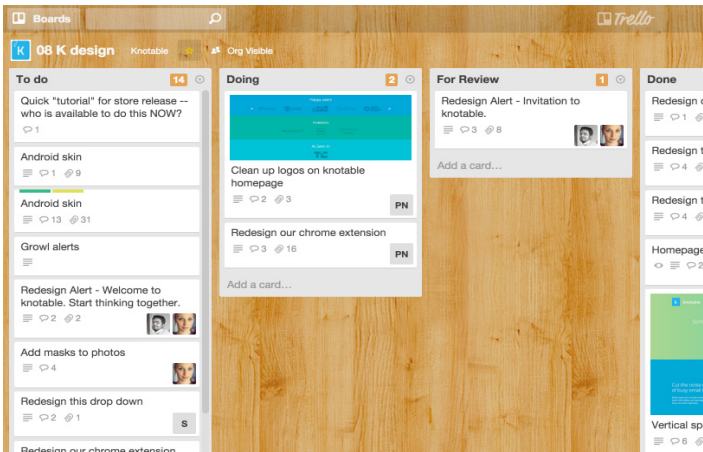 Boards
Trello
08 K design
Knotable
Org Visible
To do
14
Quick "tutorial" for store release --
who is available to do this NOW?
1
Android skin
1 9
Android skin
13 31
Growl alerts
Redesign Alert - Welcome to
knotable. Start thinking together.
2 2
Add masks to photos
4
Redesign this drop down
2 1
S
Redesign our chrome extension
Doing
2
Clean up logos on knotable
homepage
2 3
PN
Redesign our chrome extension
3 16
PN
Add a card...
For Review
1
Redesign Alert - Invitation to
knotable.
3 8
Add a card...
Done
Redesign
1
Redesign
4
Redesign
4
Homepage
2
Vertical sp
6